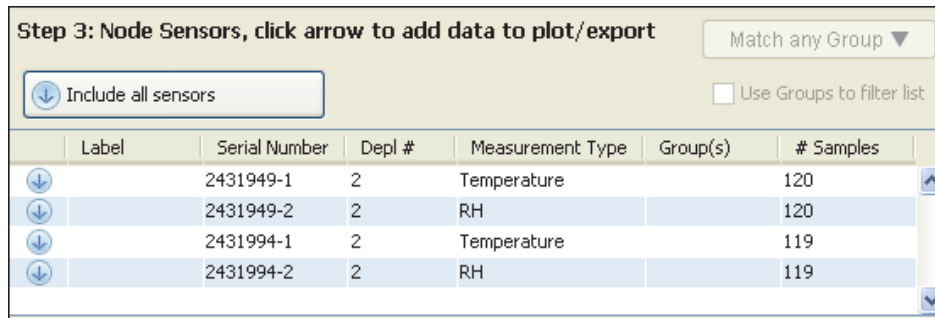 Step 3: Node Sensors, click arrow to add data to plot/export
Match any Group ▼
Include all sensors
Use Groups to filter list
Label Serial Number Depl # Measurement Type Group(s) # Samples
2431949-1 2 Temperature 120
2431949-2 2 RH 120
2431994-1 2 Temperature 119
2431994-2 2 RH 119